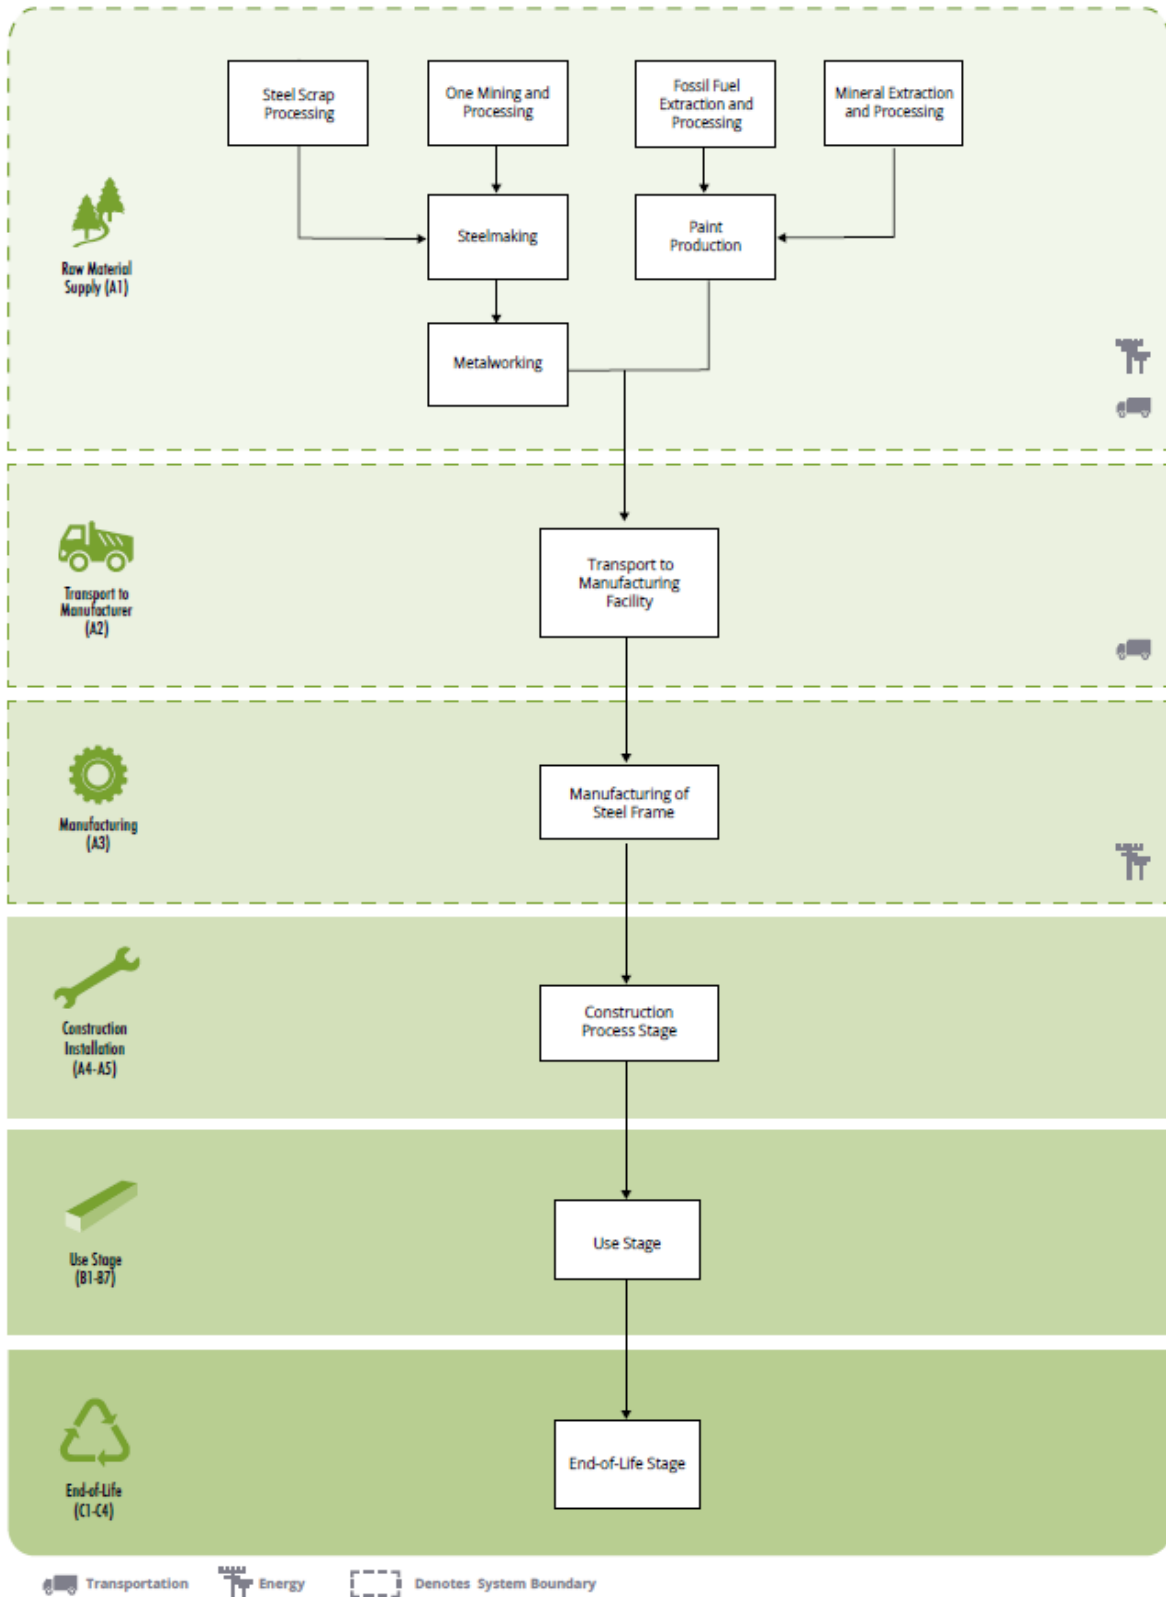 Steel Scrap
Processing
One Mining and
Processing
Fossil Fuel
Extraction and
Processing
Mineral Extraction
and Processing
Steelmaking
Paint
Production
Raw Material
Supply (A1)
Metalworking
Transport to
Manufacturing
Facility
Transport to
Manufacturer
(A2)
Manufacturing of
Steel Frame
Manufacturing
(A3)
Construction
Process Stage
Construction
Installation
(A4-A5)
Use Stage
Use Stage
(B1-B7)
End-of-Life Stage
End-of-Life
(C1-C4)
Transportation
Energy
Denotes System Boundary